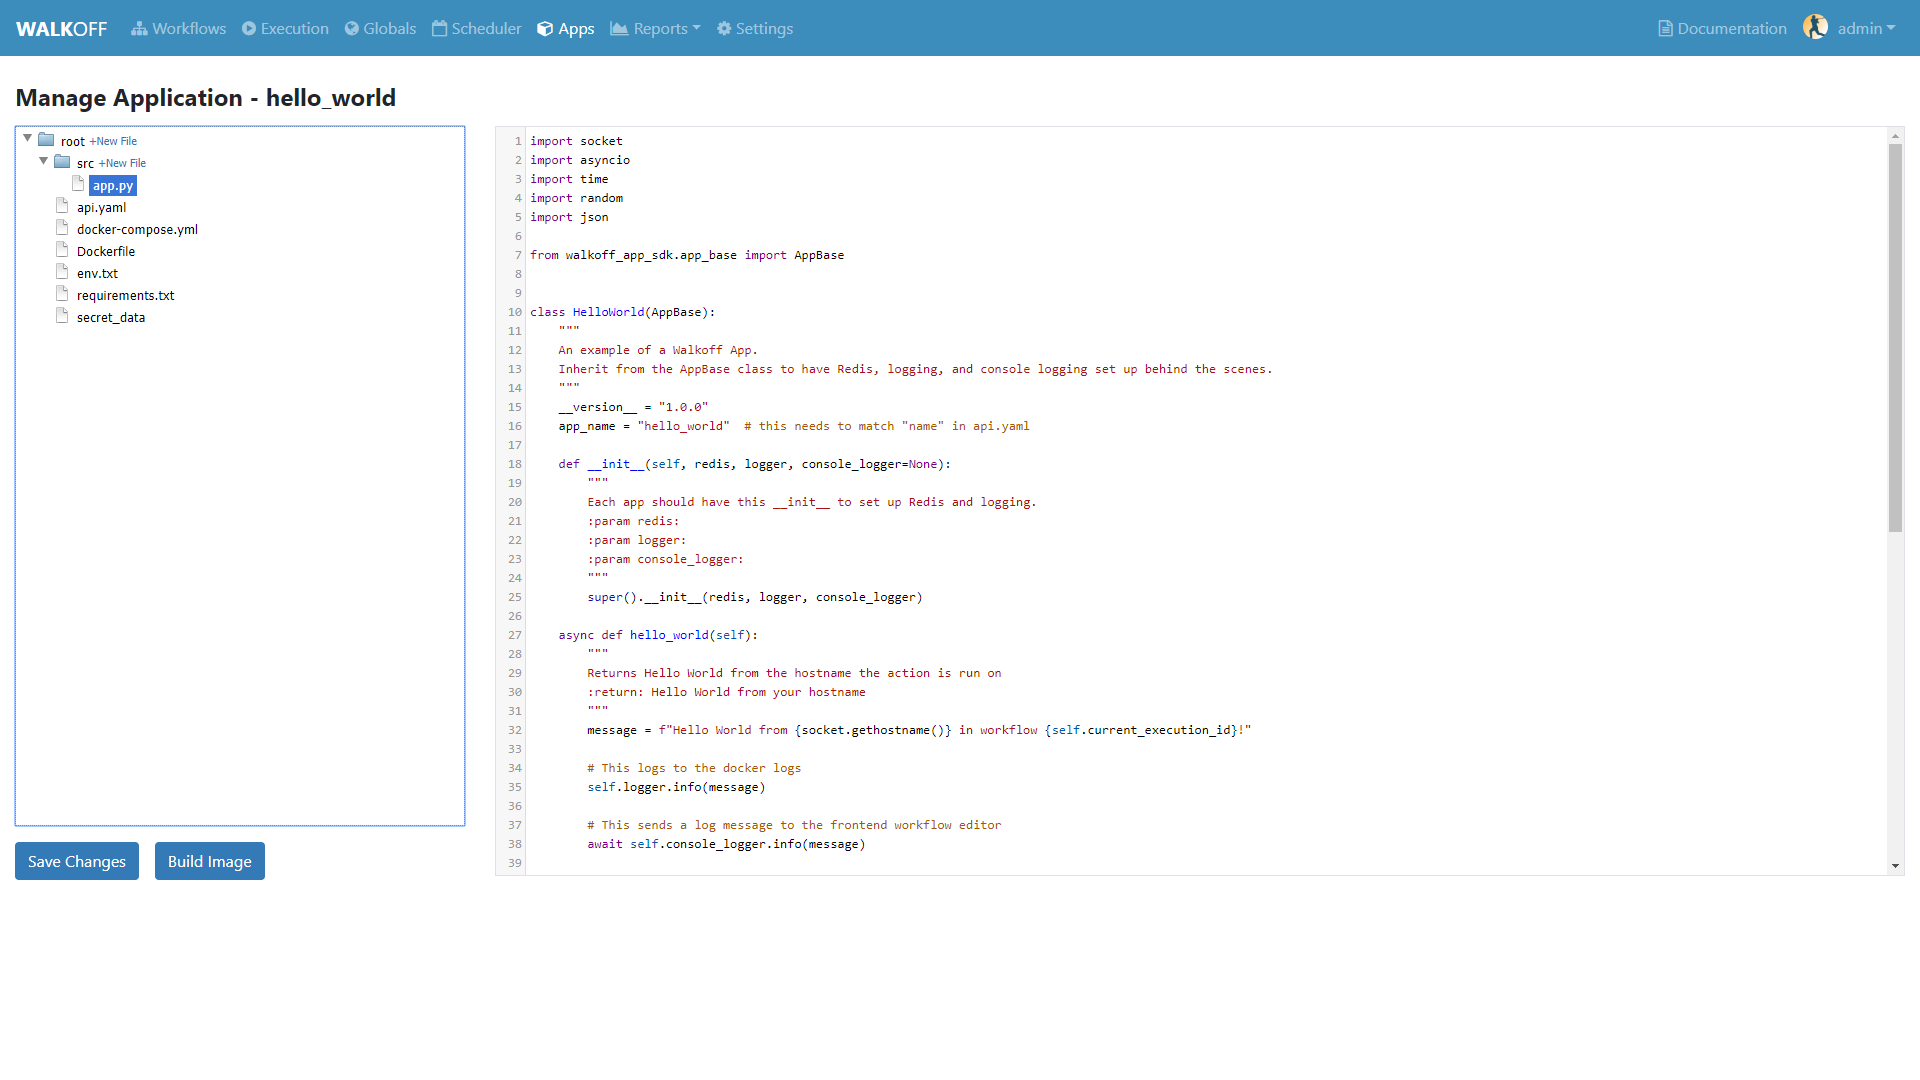 WALKOFF Workflows Execution Globals Scheduler Apps Reports Settings Documentation admin
Manage Application - hello_world
root +New File
src +New File
app.py
api.yaml
docker-compose.yml
Dockerfile
env.txt
requirements.txt
secret_data
Save Changes Build Image
1 import socket
2 import asyncio
3 import time
4 import random
5 import json
6
7 from walkoff_app_sdk.app_base import AppBase
8
9
10 class HelloWorld(AppBase):
11     """
12     An example of a Walkoff App.
13     Inherit from the AppBase class to have Redis, logging, and console logging set up behind the scenes.
14     """
15     __version__ = "1.0.0"
16     app_name = "hello_world"  # this needs to match "name" in api.yaml
17
18     def __init__(self, redis, logger, console_logger=None):
19         """
20         Each app should have this __init__ to set up Redis and logging.
21         :param redis:
22         :param logger:
23         :param console_logger:
24         """
25         super().__init__(redis, logger, console_logger)
26
27     async def hello_world(self):
28         """
29         Returns Hello World from the hostname the action is run on
30         :return: Hello World from your hostname
31         """
32         message = f"Hello World from {socket.gethostname()} in workflow {self.current_execution_id}!"
33
34         # This logs to the docker logs
35         self.logger.info(message)
36
37         # This sends a log message to the frontend workflow editor
38         await self.console_logger.info(message)
39